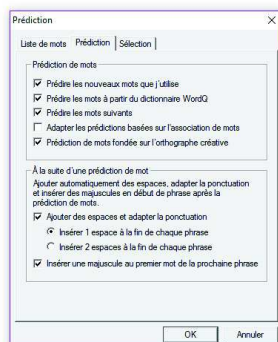 Prédiction
Liste de mots Prédiction Sélection
Prédiction de mots
Prédire les nouveaux mots que j'utilise
Prédire les mots à partir du dictionnaire WordQ
Prédire les mots suivants
Adapter les prédictions basées sur l'association de mots
Prédiction de mots fondée sur l'orthographe créative
À la suite d'une prédiction de mot
Ajouter automatiquement des espaces, adapter la ponctuation
et insérer des majuscules en début de phrase après la
prédiction de mots.
Ajouter des espaces et adapter la ponctuation
Insérer 1 espace à la fin de chaque phrase
Insérer 2 espaces à la fin de chaque phrase
Insérer une majuscule au premier mot de la prochaine phrase
OK Annuler